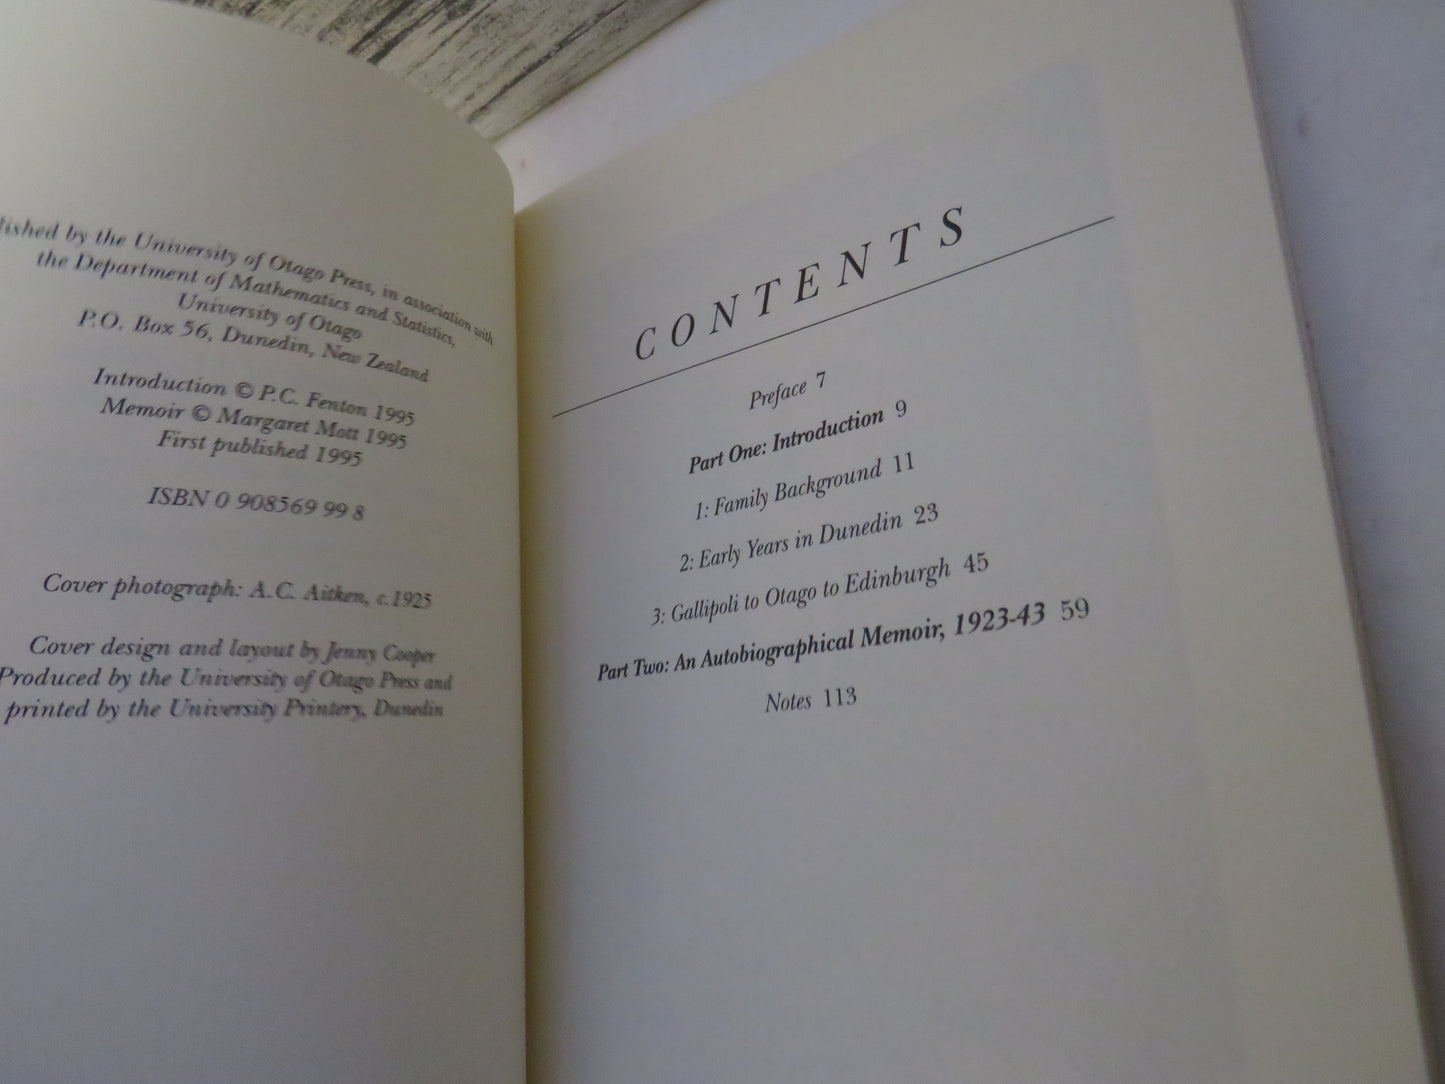 lished by the University of Otago Press, in association with
the Department of Mathematics and Statistics,
University of Otago
P.O. Box 56, Dunedin, New Zealand
Introduction © P.C. Fenton 1995
Memoir © Margaret Mott 1995
First published 1995
ISBN 0 908569 99 8
Cover photograph: A.C. Aitken, c.1925
Cover design and layout by Jenny Cooper
Produced by the University of Otago Press and
printed by the University Printery, Dunedin
CONTENTS
Preface 7
Part One: Introduction 9
1: Family Background 11
2: Early Years in Dunedin 23
3: Gallipoli to Otago to Edinburgh 45
Part Two: An Autobiographical Memoir, 1923-43 59
Notes 113